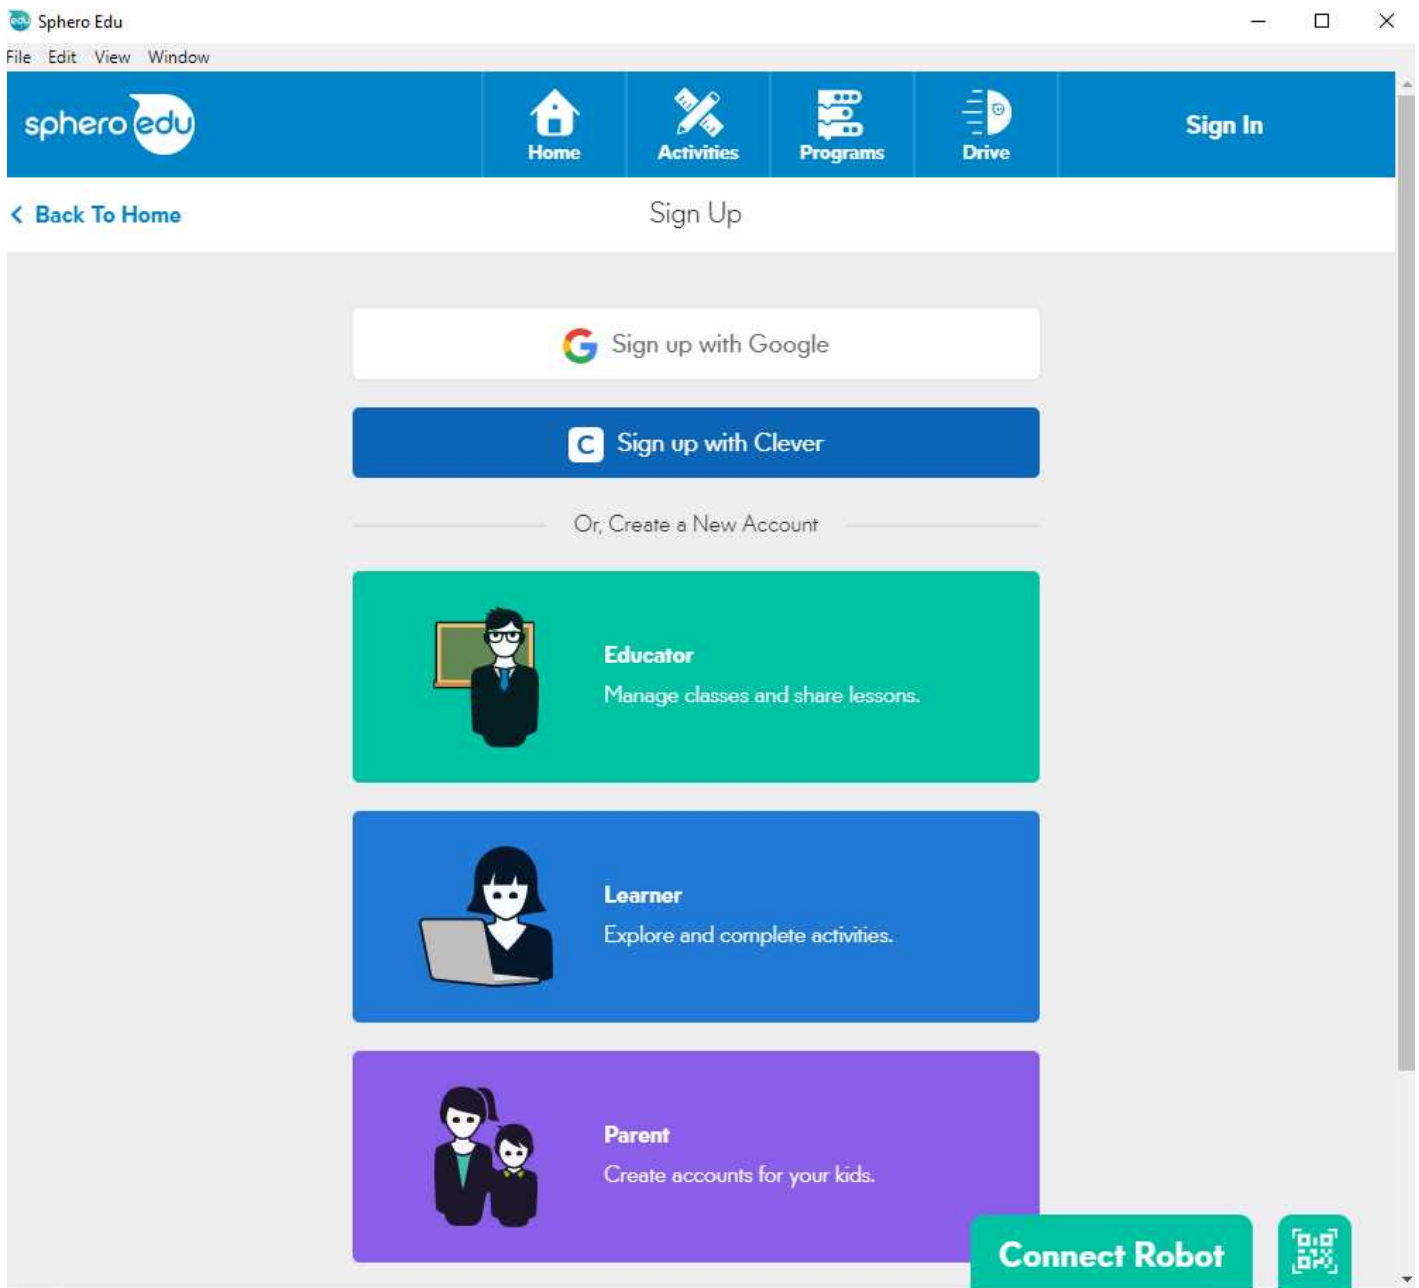 Sphero Edu
File Edit View Window
sphero edu
Home Activities Programs Drive Sign In
Back To Home Sign Up
Sign up with Google
C Sign up with Clever
Or, Create a New Account
Educator
Manage classes and share lessons.
Learner
Explore and complete activities.
Parent
Create accounts for your kids.
Connect Robot